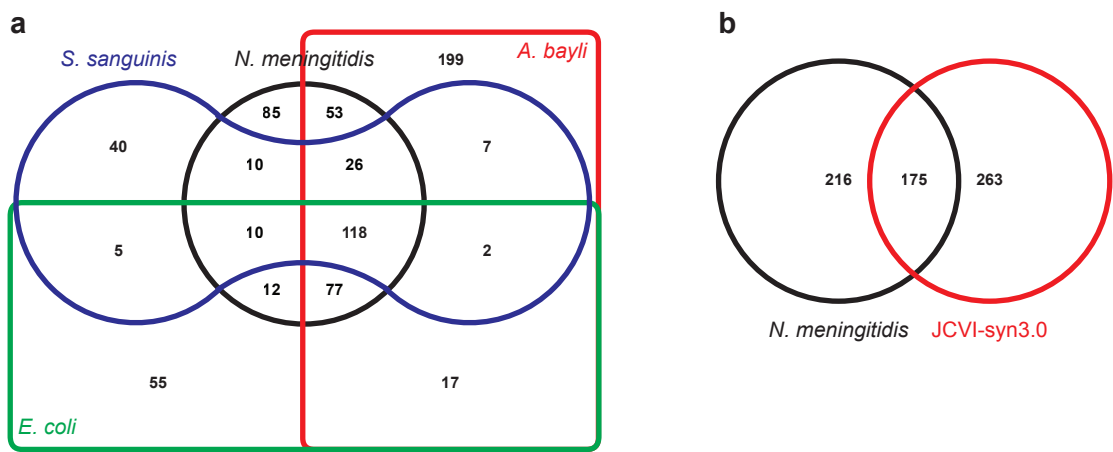 a
b
S. sanguinis
N. meningitidis
199
A. bayli
85
53
40
10
26
7
5
10
118
2
12
77
55
17
E. coli
216
175
263
N. meningitidis
JCVI-syn3.0